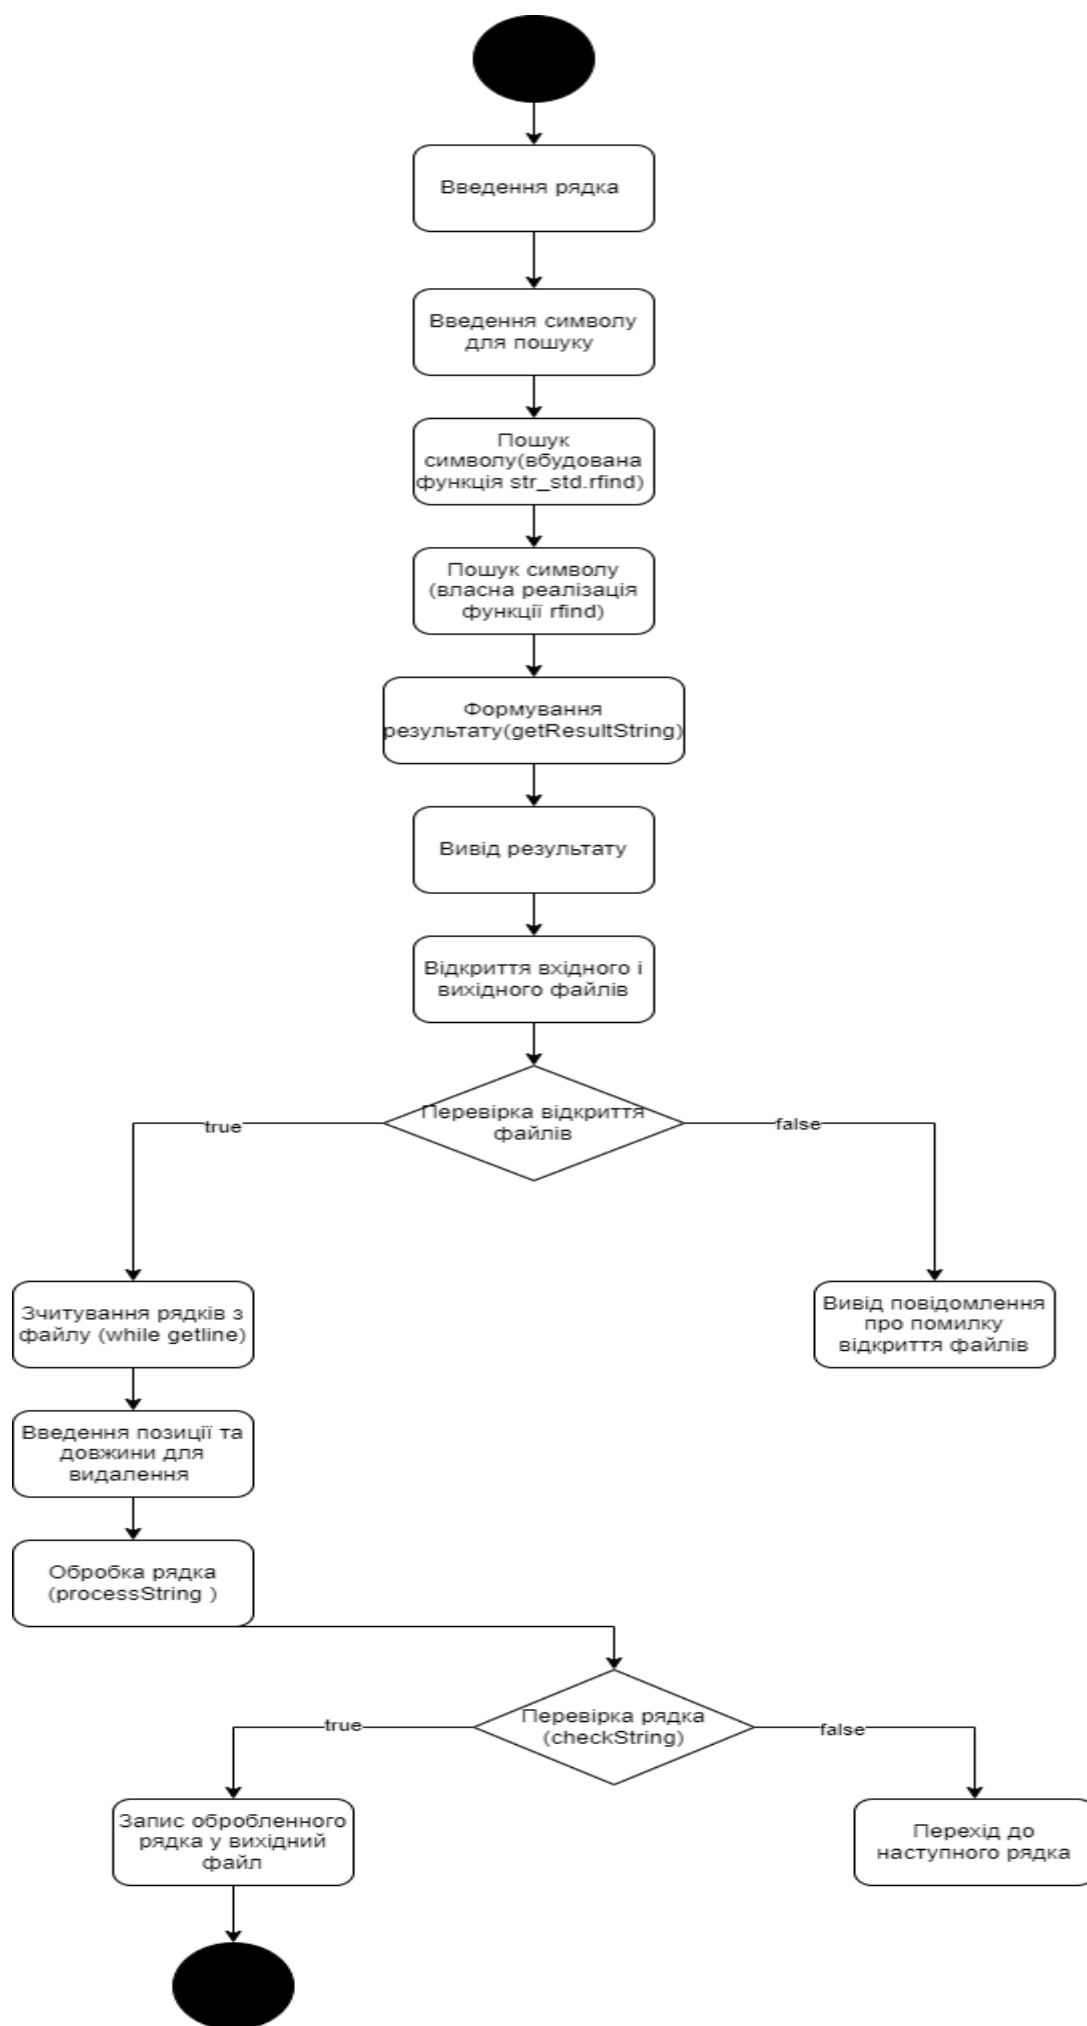 Введення рядка
Введення символу
для пошуку
Пошук
символу(вбудована
функція str_std.rfind)
Пошук символу
(власна реалізація
функції rfind)
Формування
результату(getResultString)
Вивід результату
Відкриття вхідного і
вихідного файлів
Перевірка відкриття
файлів
true
false
Зчитування рядків з
файлу (while getline)
Вивід повідомлення
про помилку
відкриття файлів
Введення позиції та
довжини для
видалення
Обробка рядка
(processString )
Перевірка рядка
(checkString)
true
false
Запис обробленного
рядка у вихідний
файл
Перехід до
наступного рядка